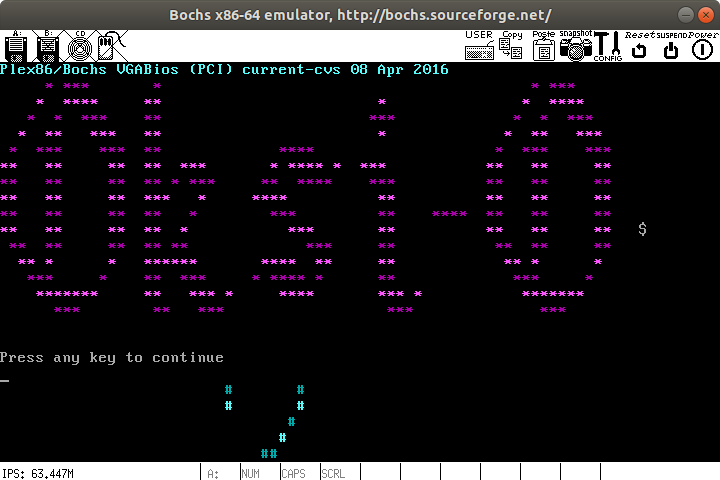 Bochs x86-64 emulator, http://bochs.sourceforge.net/
A: B: CD USER Copy Paste Snapshot CONFIG Reset SUSPEND Power
Plex86/Bochs VGABios (PCI) current-cvs 08 Apr 2016
Oksi-O
$
Press any key to continue
IPS: 63.447M A: NUM CAPS SCRL